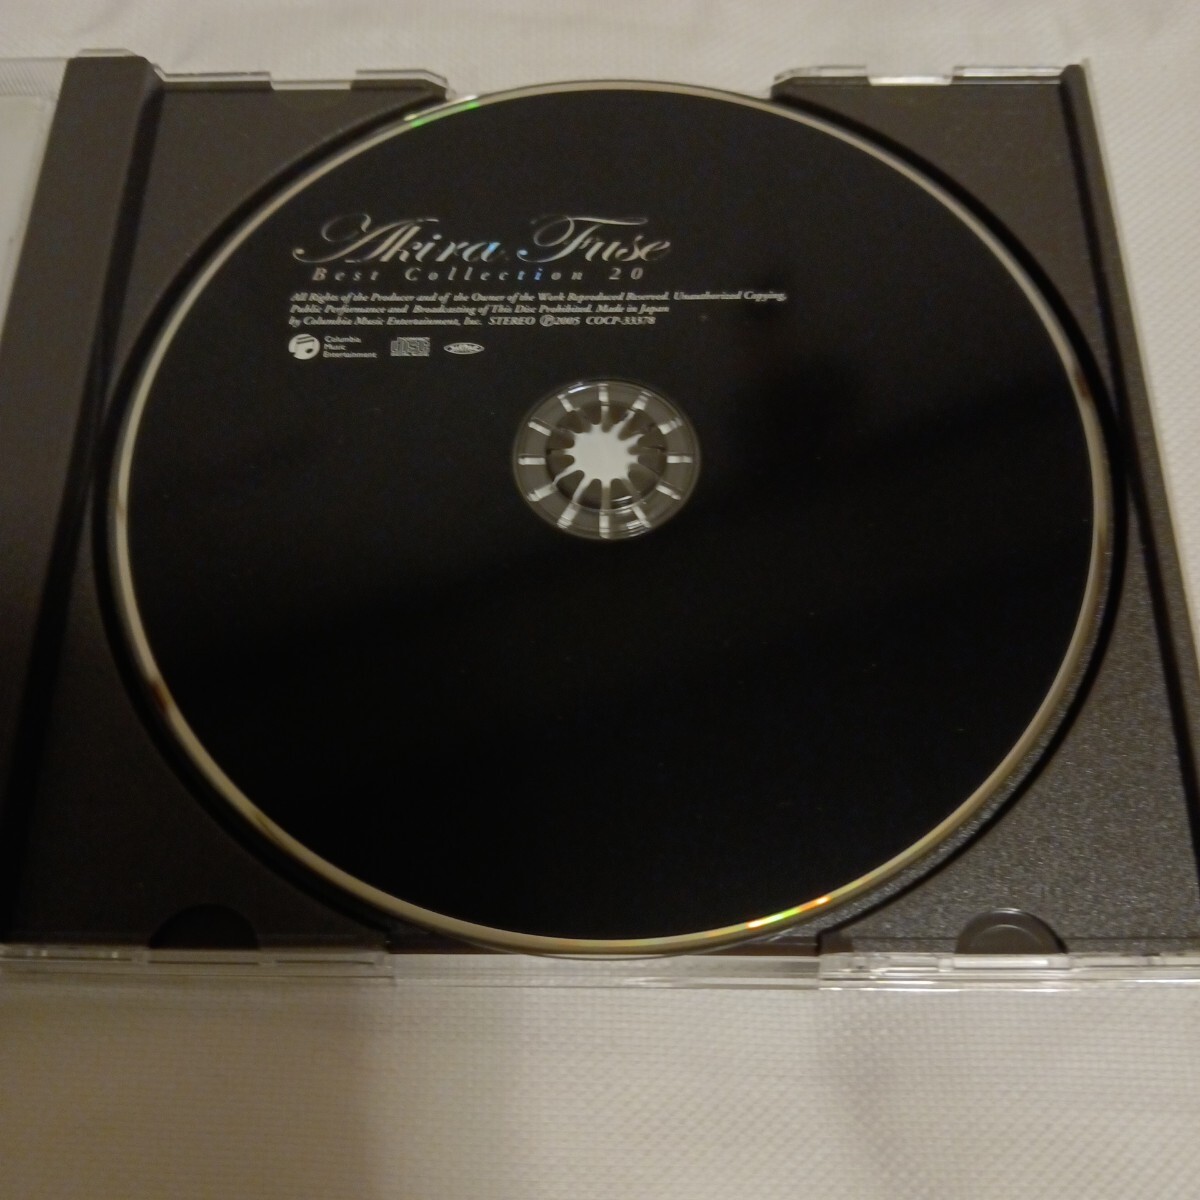 Akira Fuse
Best Collection 20
All Rights of the Producer and of the Owner of the Work Reproduced Reserved. Unauthorized Copying,
Public Performance and Broadcasting of This Disc Prohibited. Made in Japan
by Columbia Music Entertainment, Inc. STEREO Ⓟ2005 COCP-33378
Columbia
Music
Entertainment
disc